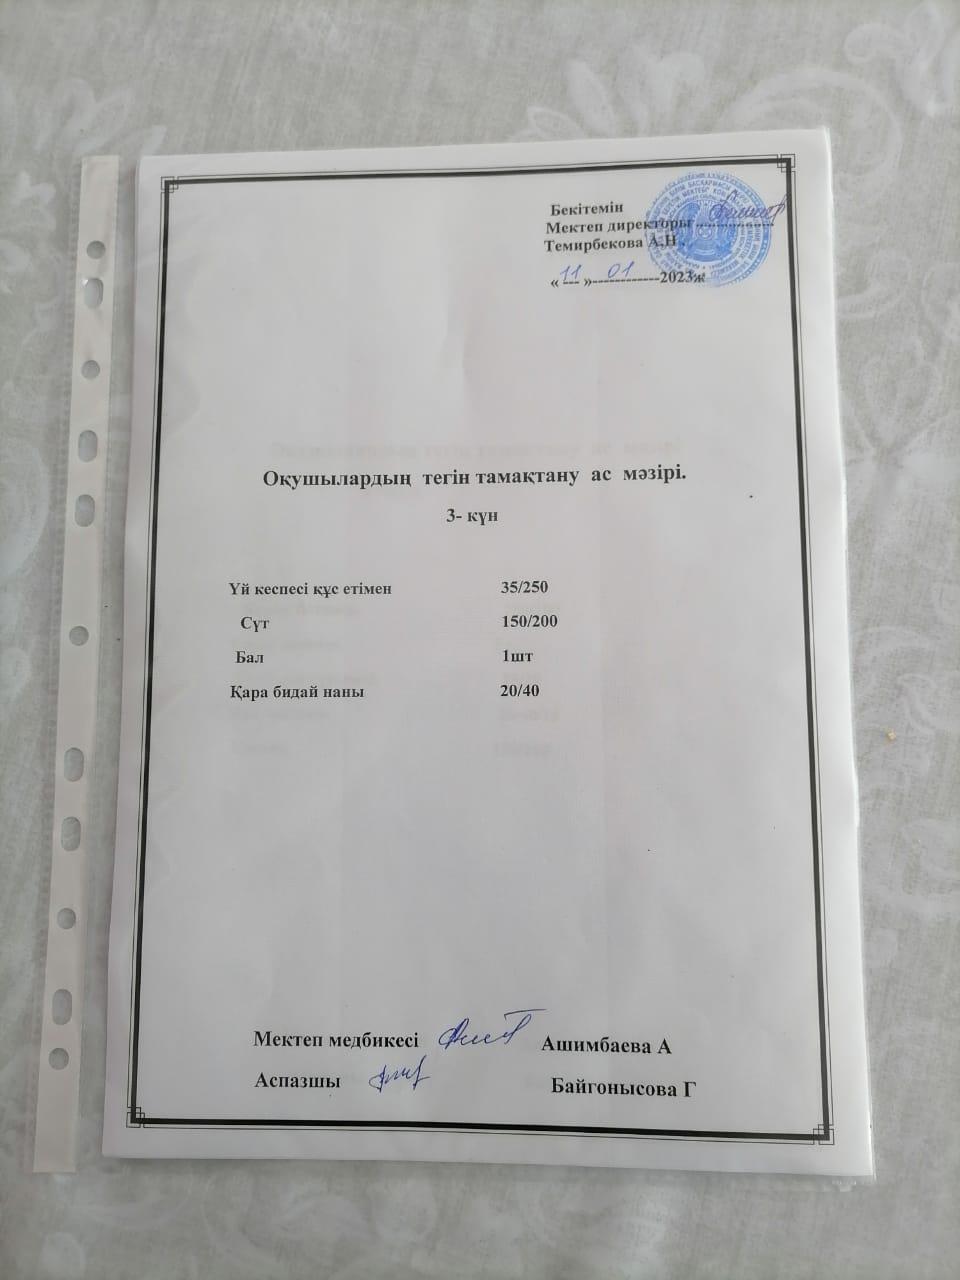 Бекітемін
Мектеп директоры ....................
Темирбекова А.Н
« 11 »------01------2023ж
Оқушылардың тегін тамақтану ас мәзірі.
3- күн
Үй кеспесі құс етімен 35/250
Сүт 150/200
Бал 1шт
Қара бидай наны 20/40
Мектеп медбикесі Ашимбаева А
Аспазшы Байгонысова Г